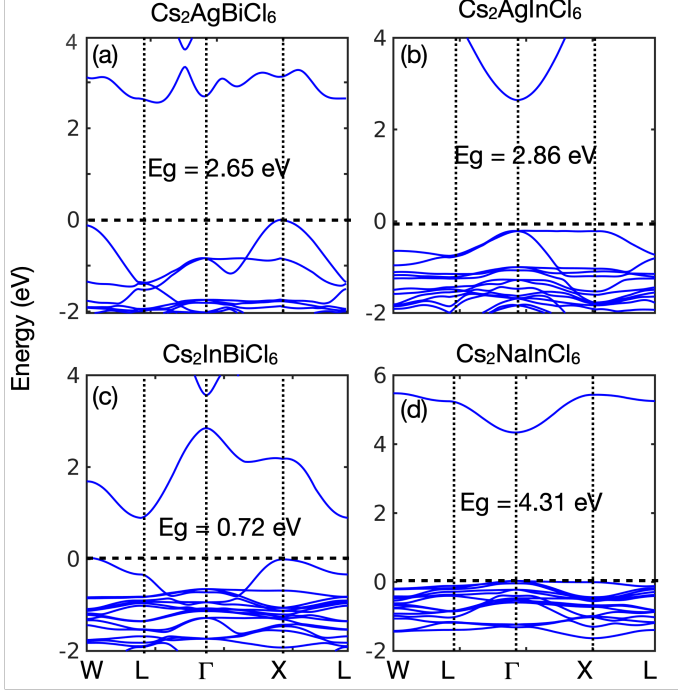 Cs₂AgBiCl₆
Cs₂AgInCl₆
(a)
(b)
4
2
0
-2
Eg = 2.65 eV
4
2
0
-2
Eg = 2.86 eV
Energy (eV)
Cs₂InBiCl₆
Cs₂NaInCl₆
(c)
(d)
4
2
0
-2
Eg = 0.72 eV
6
4
2
0
-2
Eg = 4.31 eV
W L Γ X L
W L Γ X L